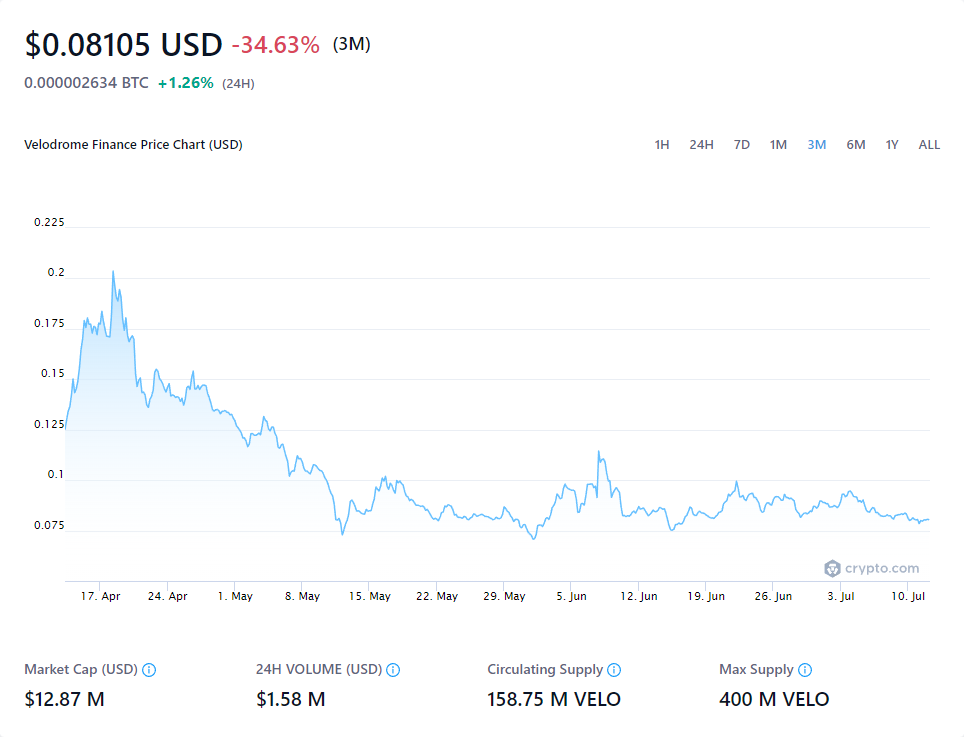 $0.08105 USD -34.63% (3M)
0.000002634 BTC +1.26% (24H)
Velodrome Finance Price Chart (USD) 1H 24H 7D 1M 3M 6M 1Y ALL
0.225
0.2
0.175
0.15
0.125
0.1
0.075
crypto.com
17. Apr 24. Apr 1. May 8. May 15. May 22. May 29. May 5. Jun 12. Jun 19. Jun 26. Jun 3. Jul 10. Jul
Market Cap (USD) 24H VOLUME (USD) Circulating Supply Max Supply
$12.87 M $1.58 M 158.75 M VELO 400 M VELO